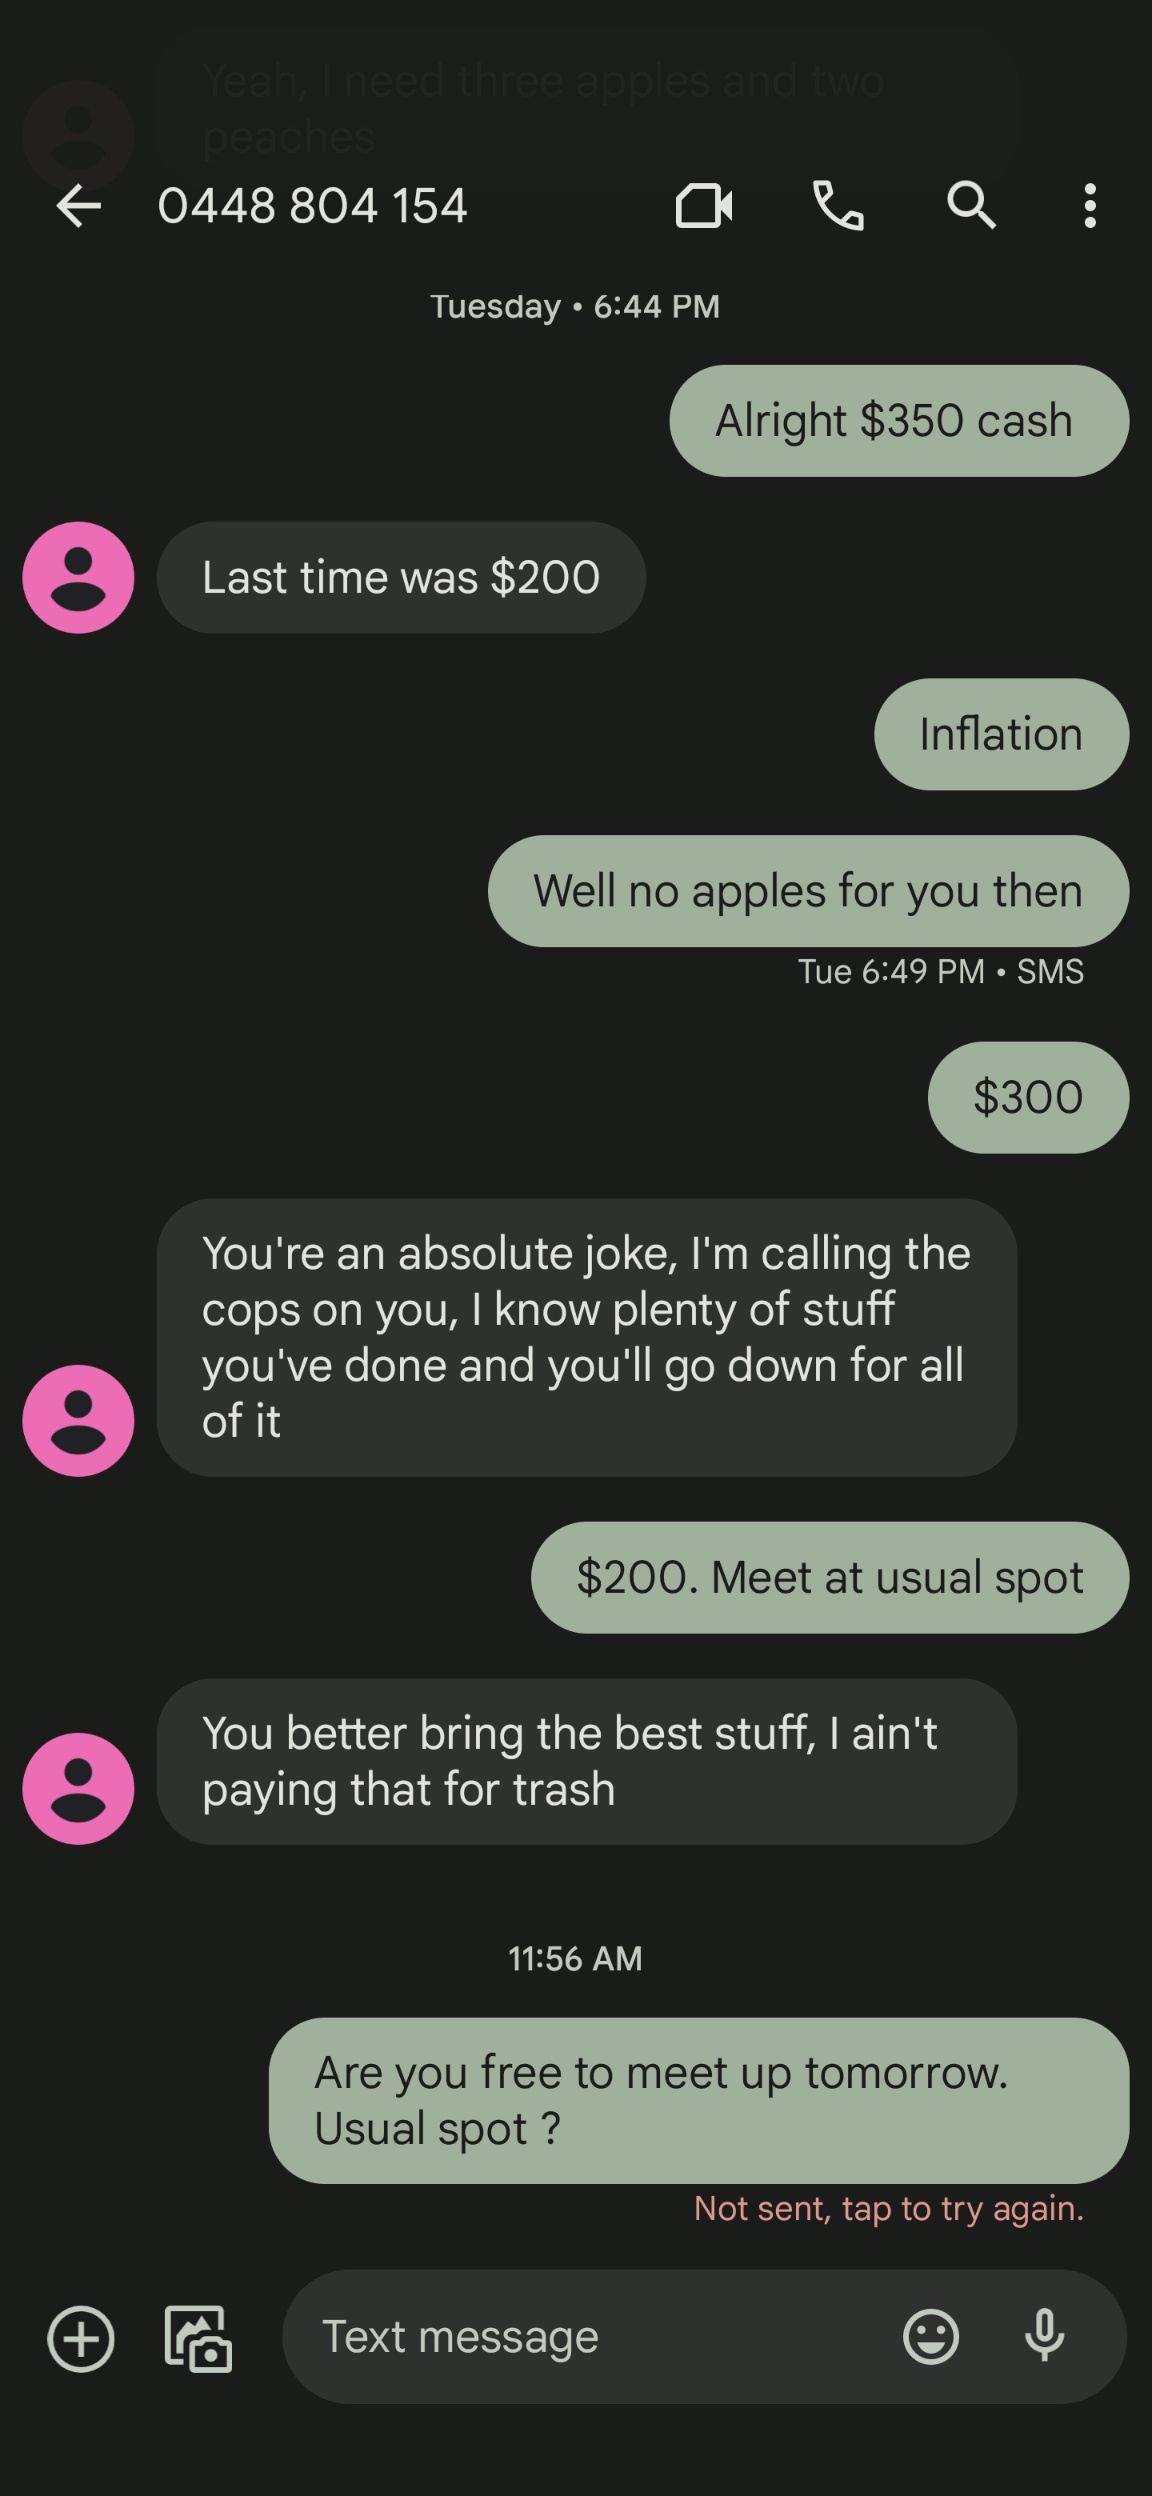 Yeah, I need three apples and two
peaches
0448 804 154
Tuesday • 6:44 PM
Alright $350 cash
Last time was $200
Inflation
Well no apples for you then
Tue 6:49 PM • SMS
$300
You're an absolute joke, I'm calling the
cops on you, I know plenty of stuff
you've done and you'll go down for all
of it
$200. Meet at usual spot
You better bring the best stuff, I ain't
paying that for trash
11:56 AM
Are you free to meet up tomorrow.
Usual spot ?
Not sent, tap to try again.
Text message